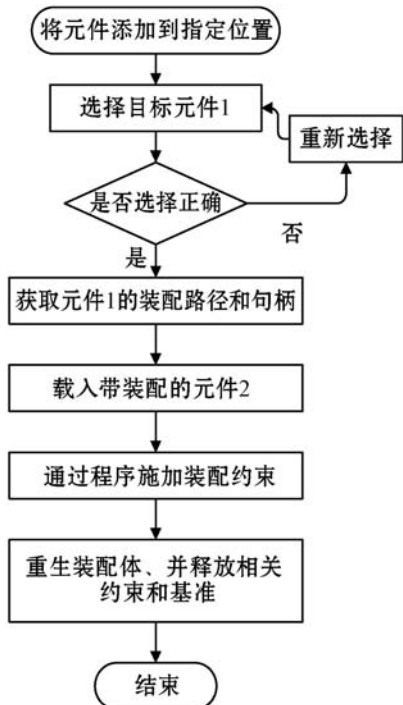 将元件添加到指定位置
选择目标元件1
重新选择
是否选择正确
否
是
获取元件1的装配路径和句柄
载入带装配的元件2
通过程序施加装配约束
重生装配体、并释放相关
约束和基准
结束